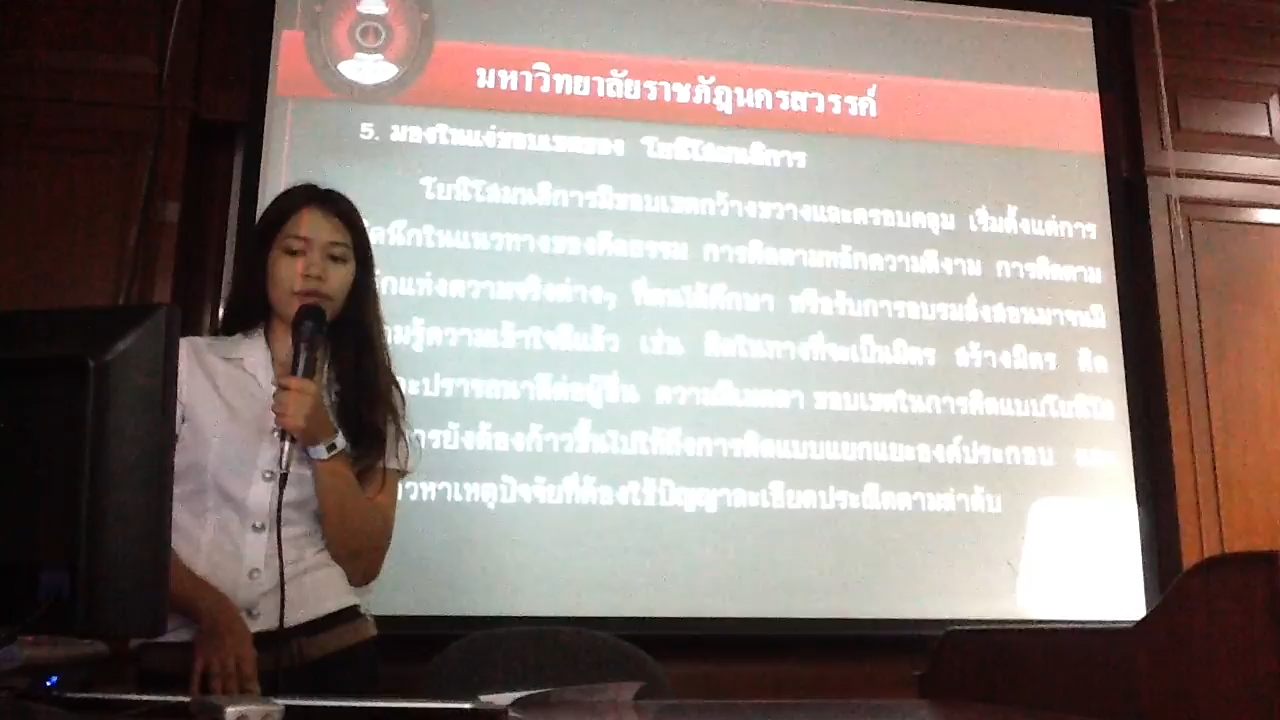 มหาวิทยาลัยราชภัฏนครสวรรค์
5. มองในแง่ขอบเขตของ โยนิโสมนสิการ
โยนิโสมนสิการมีขอบเขตกว้างขวางและครอบคลุม เริ่มตั้งแต่การ
นึกในแนวทางของศีลธรรม การคิดตามหลักความดีงาม การคิดตาม
แห่งความจริงต่างๆ ที่ตนได้ศึกษา หรือรับการอบรมสั่งสอนมาจนมี
รู้ความเข้าใจดีแล้ว เช่น คิดในทางที่จะเป็นมิตร สร้างมิตร คิด
ปรารถนาดีต่อผู้อื่น ความมีเมตตา ขอบเขตในการคิดแบบโยนิโส
การยังต้องก้าวขึ้นไปให้ถึงการคิดแบบแยกแยะองค์ประกอบ และ
หาเหตุปัจจัยที่ต้องใช้ปัญญาละเอียดประณีตตามลำดับ